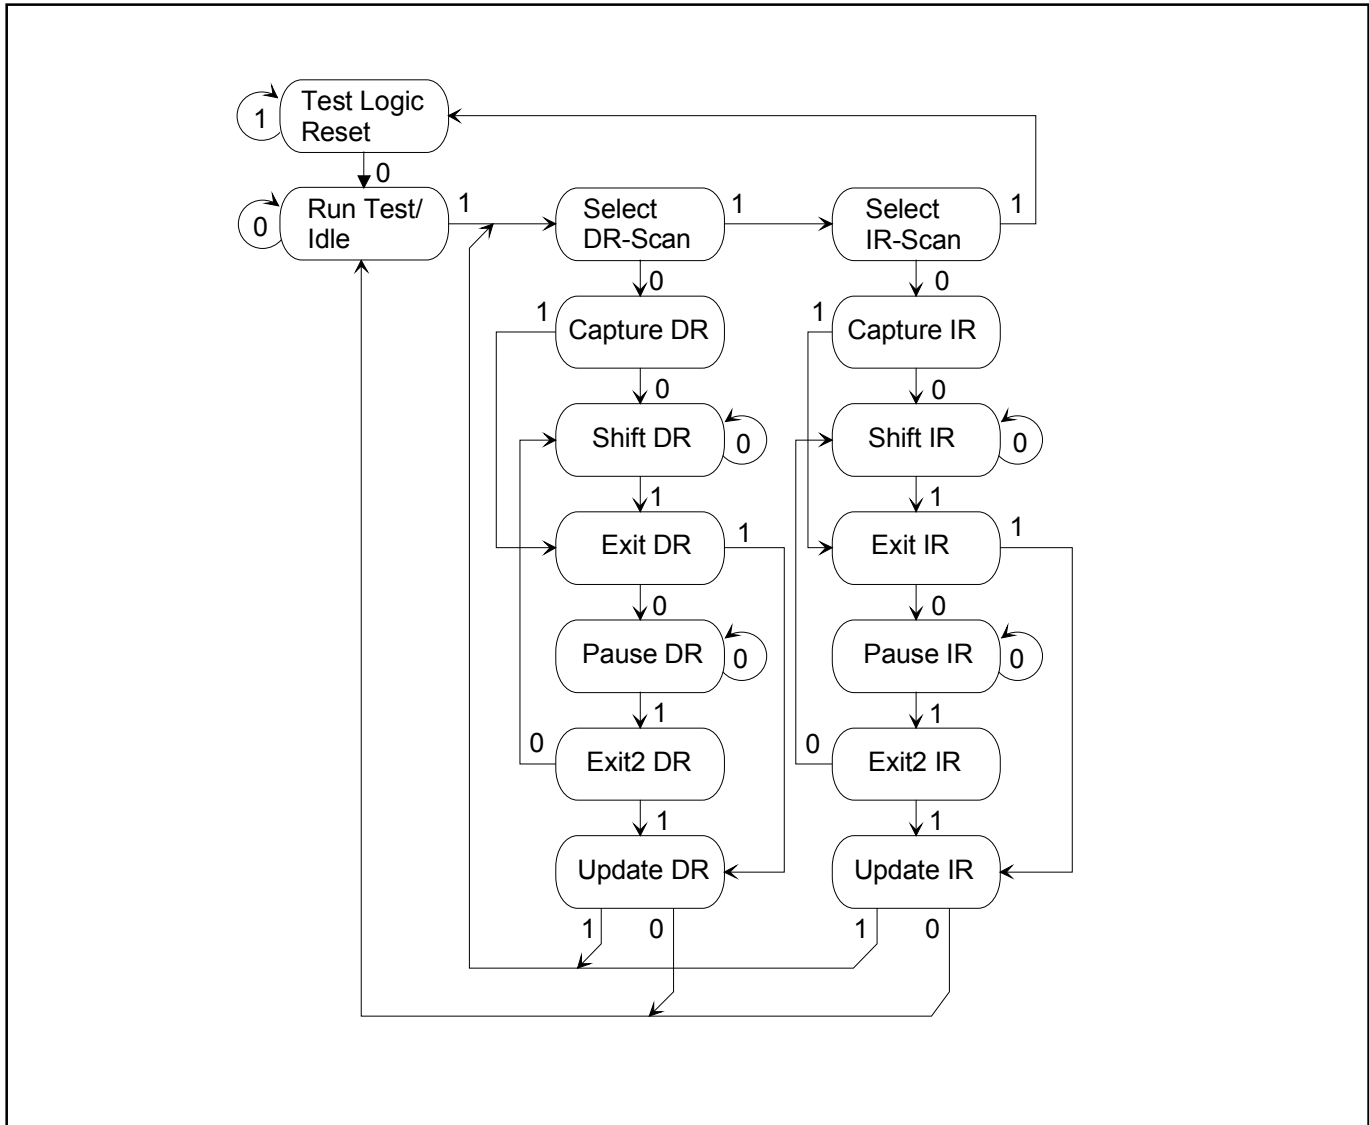 Test Logic
Reset
1
0
Run Test/
Idle
0
1
Select
DR-Scan
1
Select
IR-Scan
1
0
0
1
Capture DR
1
Capture IR
0
0
Shift DR
0
Shift IR
0
1
1
Exit DR
1
Exit IR
1
0
0
Pause DR
0
Pause IR
0
1
1
0
Exit2 DR
0
Exit2 IR
1
1
Update DR
Update IR
1
0
1
0